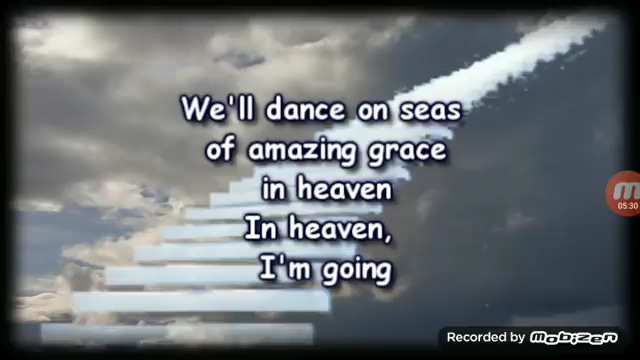 We'll dance on seas
of amazing grace
in heaven
In heaven,
I'm going
M
05:30
Recorded by mobizen